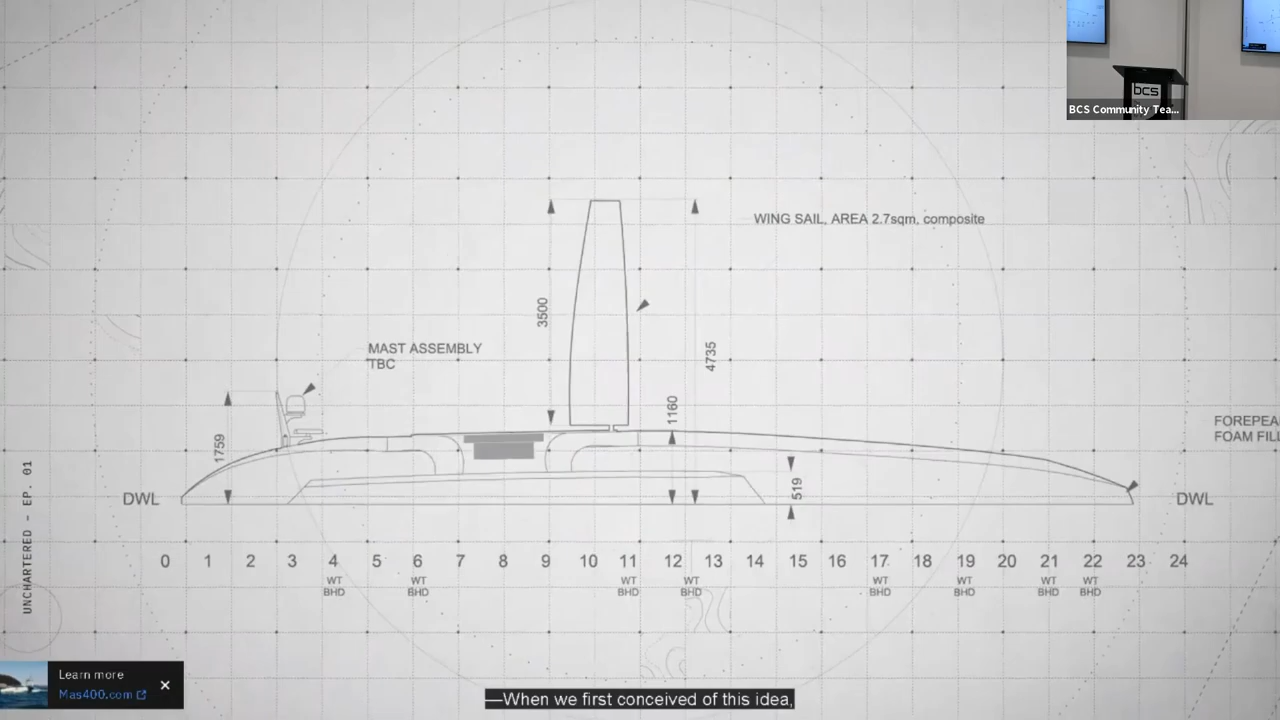 bcs
BCS Community Tea...
WING SAIL, AREA 2.7sqm, composite
3500
MAST ASSEMBLY
TBC
4735
1160
1759
519
FOREPEA
FOAM FILL
DWL
DWL
0 1 2 3 4 5 6 7 8 9 10 11 12 13 14 15 16 17 18 19 20 21 22 23 24
WT WT WT WT WT WT WT WT
BHD BHD BHD BHD BHD BHD BHD BHD
UNCHARTERED - EP. 01
Learn more
Mas400.com
—When we first conceived of this idea,